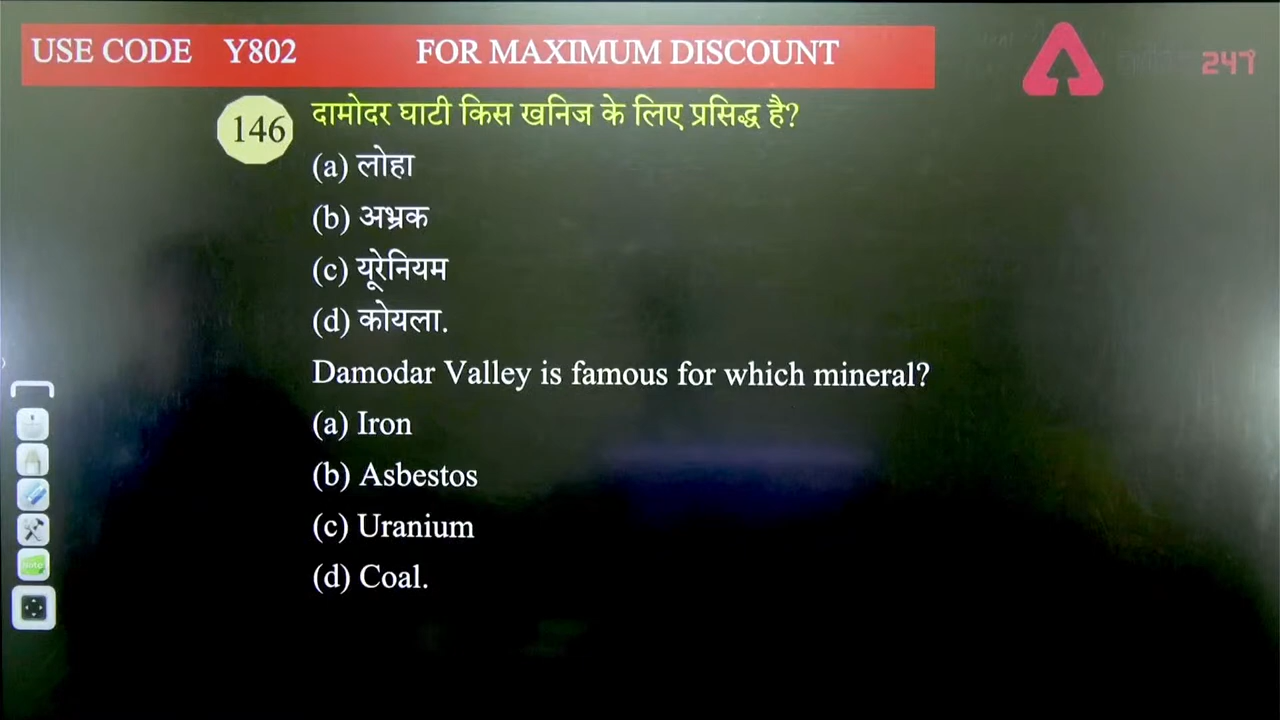 USE CODE Y802 FOR MAXIMUM DISCOUNT
247
146 दामोदर घाटी किस खनिज के लिए प्रसिद्ध है?
(a) लोहा
(b) अभ्रक
(c) यूरेनियम
(d) कोयला.
Damodar Valley is famous for which mineral?
(a) Iron
(b) Asbestos
(c) Uranium
(d) Coal.
Note